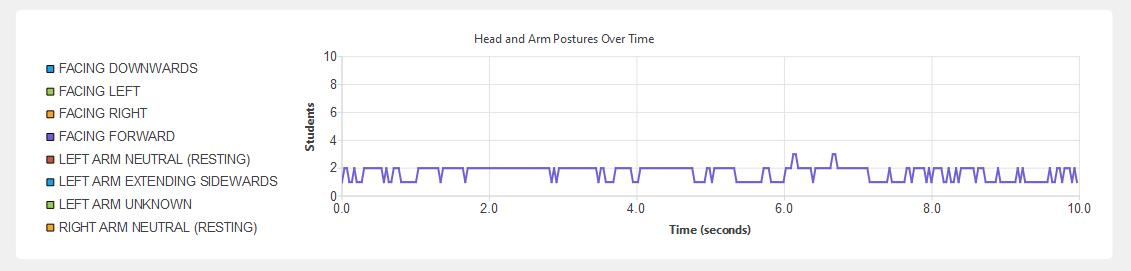 Head and Arm Postures Over Time
FACING DOWNWARDS
FACING LEFT
FACING RIGHT
FACING FORWARD
LEFT ARM NEUTRAL (RESTING)
LEFT ARM EXTENDING SIDEWARDS
LEFT ARM UNKNOWN
RIGHT ARM NEUTRAL (RESTING)
Students
10
8
6
4
2
0
0.0 2.0 4.0 6.0 8.0 10.0
Time (seconds)